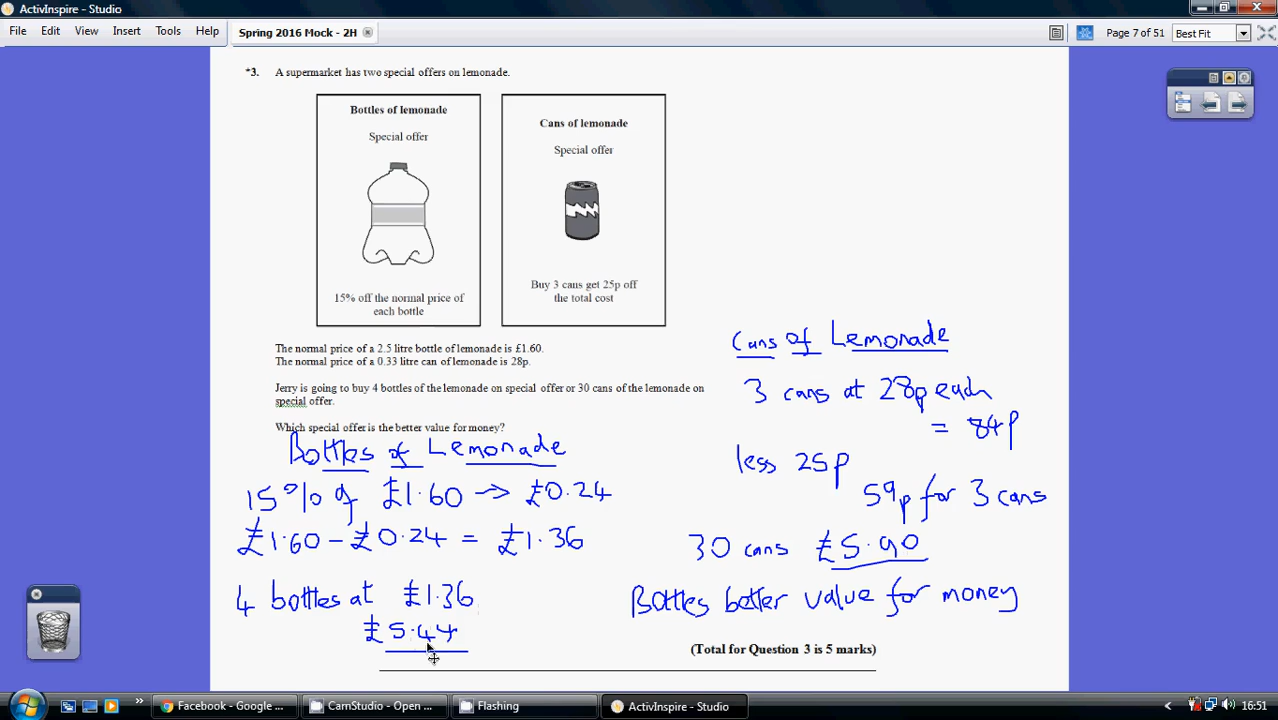 ActivInspire - Studio
File Edit View Insert Tools Help
Spring 2016 Mock - 2H
Page 7 of 51
Best Fit
*3. A supermarket has two special offers on lemonade.
Bottles of lemonade
Special offer
15% off the normal price of
each bottle
Cans of lemonade
Special offer
Buy 3 cans get 25p off
the total cost
The normal price of a 2.5 litre bottle of lemonade is £1.60.
The normal price of a 0.33 litre can of lemonade is 28p.
Jerry is going to buy 4 bottles of the lemonade on special offer or 30 cans of the lemonade on
special offer.
Which special offer is the better value for money?
Bottles of Lemonade
15% of £1.60 → £0.24
£1.60 - £0.24 = £1.36
4 bottles at £1.36
£5.44
Cans of Lemonade
3 cans at 28p each
= 84p
less 25p
59p for 3 cans
30 cans £5.90
Bottles better value for money
(Total for Question 3 is 5 marks)
Facebook - Google ...
CamStudio - Open ...
Flashing
ActivInspire - Studio
16:51